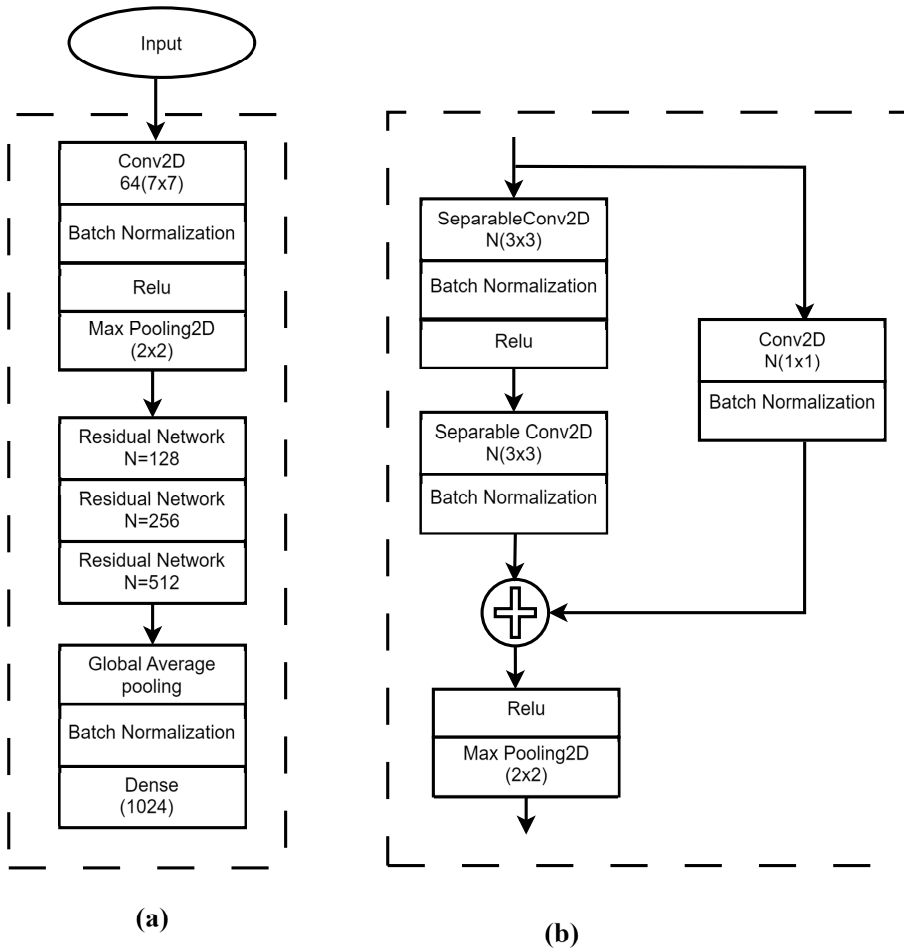 Input
Conv2D
64(7x7)
Batch Normalization
Relu
Max Pooling2D
(2x2)
Residual Network
N=128
Residual Network
N=256
Residual Network
N=512
Global Average
pooling
Batch Normalization
Dense
(1024)
(a)
SeparableConv2D
N(3x3)
Batch Normalization
Relu
Separable Conv2D
N(3x3)
Batch Normalization
Conv2D
N(1x1)
Batch Normalization
Relu
Max Pooling2D
(2x2)
(b)